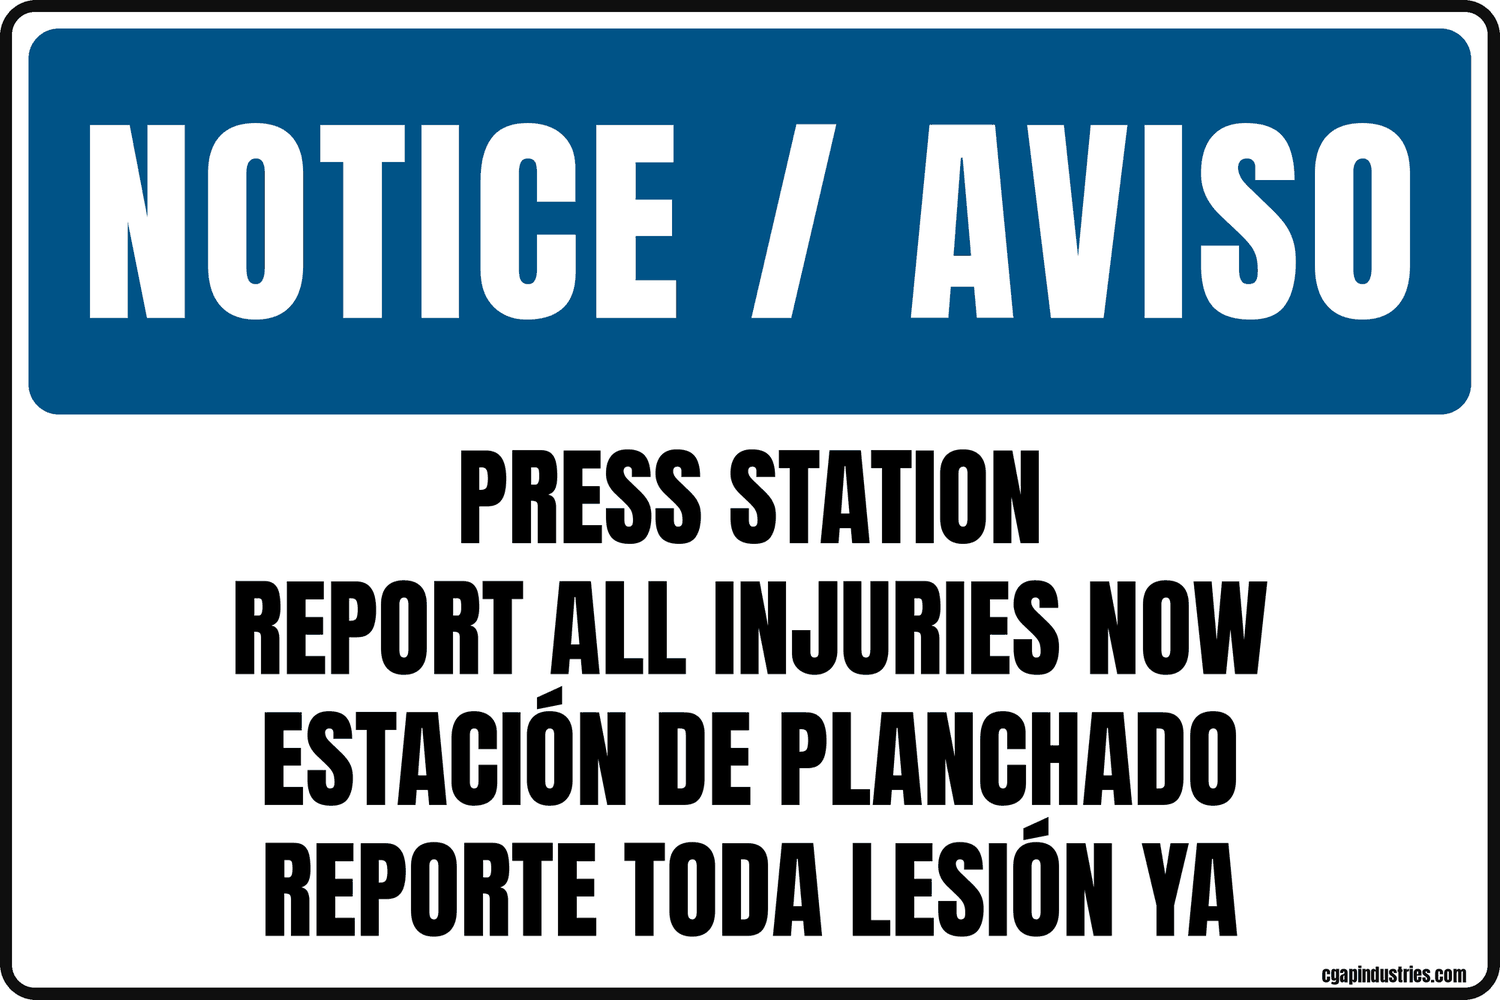 NOTICE / AVISO
PRESS STATION
REPORT ALL INJURIES NOW
ESTACIÓN DE PLANCHADO
REPORTE TODA LESIÓN YA
cgapindustries.com